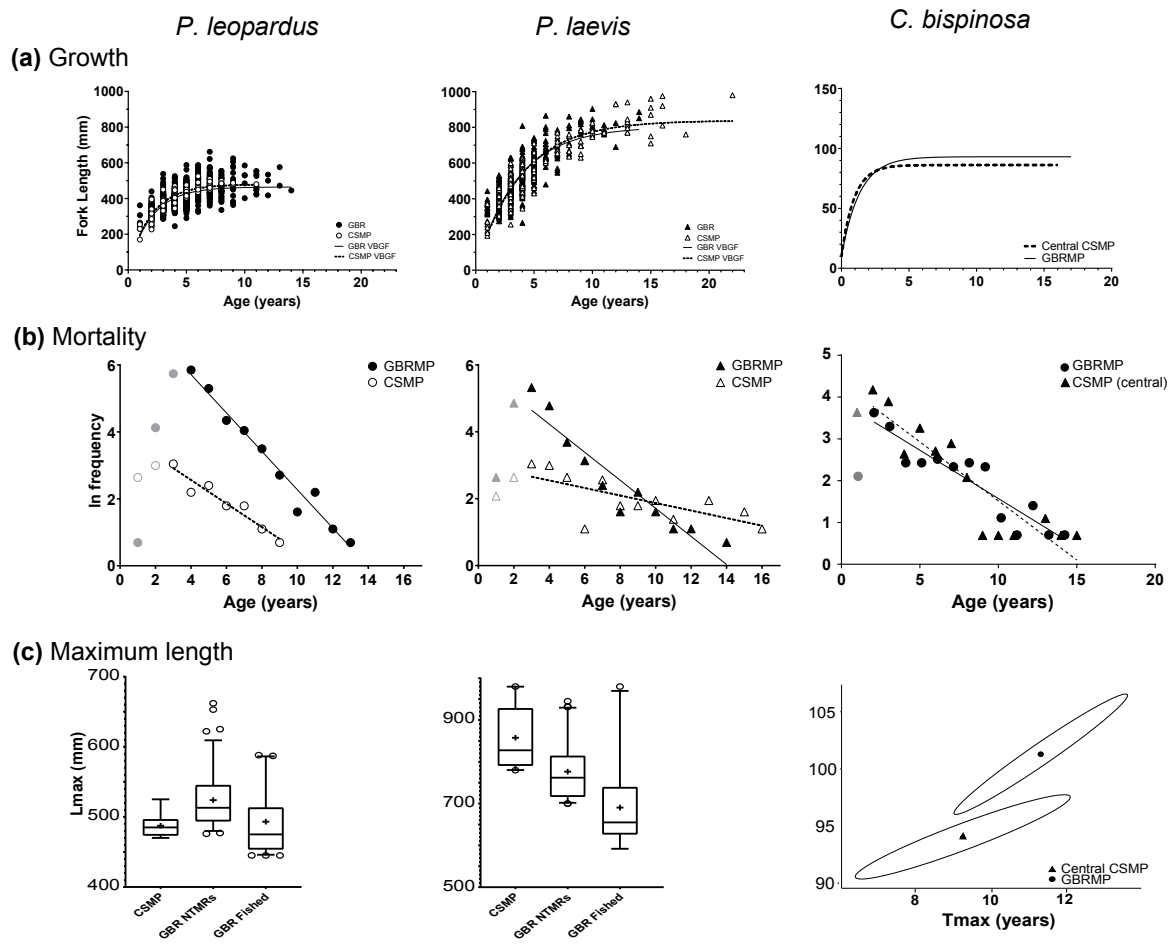 P. leopardus P. laevis C. bispinosa
(a) Growth
1000
800
600
400
200
0
0 5 10 15 20
Fork Length (mm)
Age (years)
GBR
CSMP
GBR VBGF
CSMP VBGF
1000
800
600
400
200
0
0 5 10 15 20
Age (years)
GBR
CSMP
GBR VBGF
CSMP VBGF
150
100
50
0
0 5 10 15 20
Age (years)
Central CSMP
GBRMP
(b) Mortality
6
4
2
0
0 2 4 6 8 10 12 14 16
ln frequency
Age (years)
GBRMP
CSMP
6
4
2
0
0 2 4 6 8 10 12 14 16
Age (years)
GBRMP
CSMP
5
4
3
2
1
0
0 5 10 15 20
Age (years)
GBRMP
CSMP (central)
(c) Maximum length
700
600
500
400
Lmax (mm)
CSMP
GBR NTMRs
GBR Fished
900
700
500
CSMP
GBR NTMRs
GBR Fished
105
100
95
90
8 10 12
Tmax (years)
Central CSMP
GBRMP